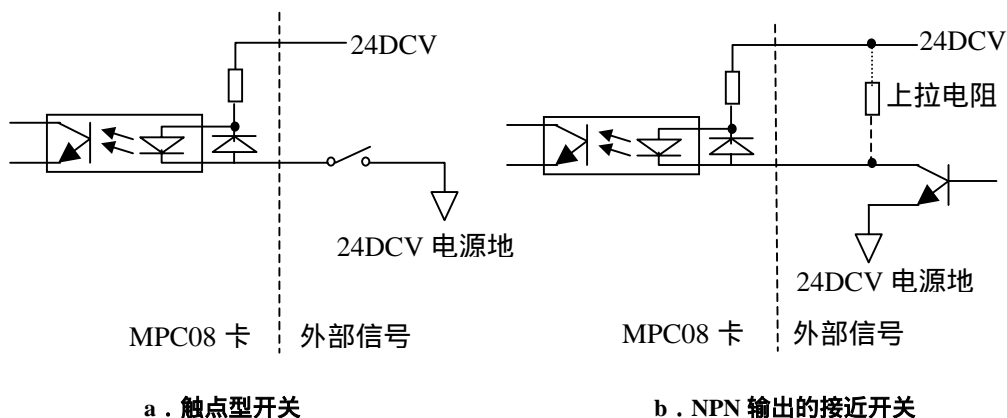 24DCV
24DCV 电源地
MPC08 卡
外部信号
a．触点型开关
24DCV
上拉电阻
24DCV 电源地
MPC08 卡
外部信号
b．NPN 输出的接近开关